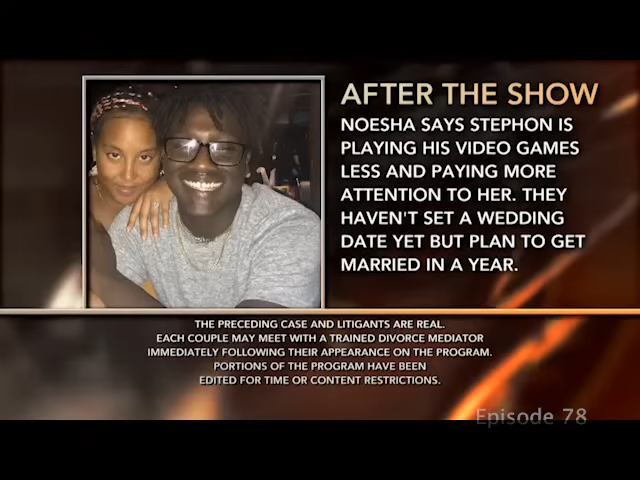 AFTER THE SHOW
NOESHA SAYS STEPHON IS
PLAYING HIS VIDEO GAMES
LESS AND PAYING MORE
ATTENTION TO HER. THEY
HAVEN'T SET A WEDDING
DATE YET BUT PLAN TO GET
MARRIED IN A YEAR.
THE PRECEDING CASE AND LITIGANTS ARE REAL.
EACH COUPLE MAY MEET WITH A TRAINED DIVORCE MEDIATOR
IMMEDIATELY FOLLOWING THEIR APPEARANCE ON THE PROGRAM.
PORTIONS OF THE PROGRAM HAVE BEEN
EDITED FOR TIME OR CONTENT RESTRICTIONS.
Episode 78